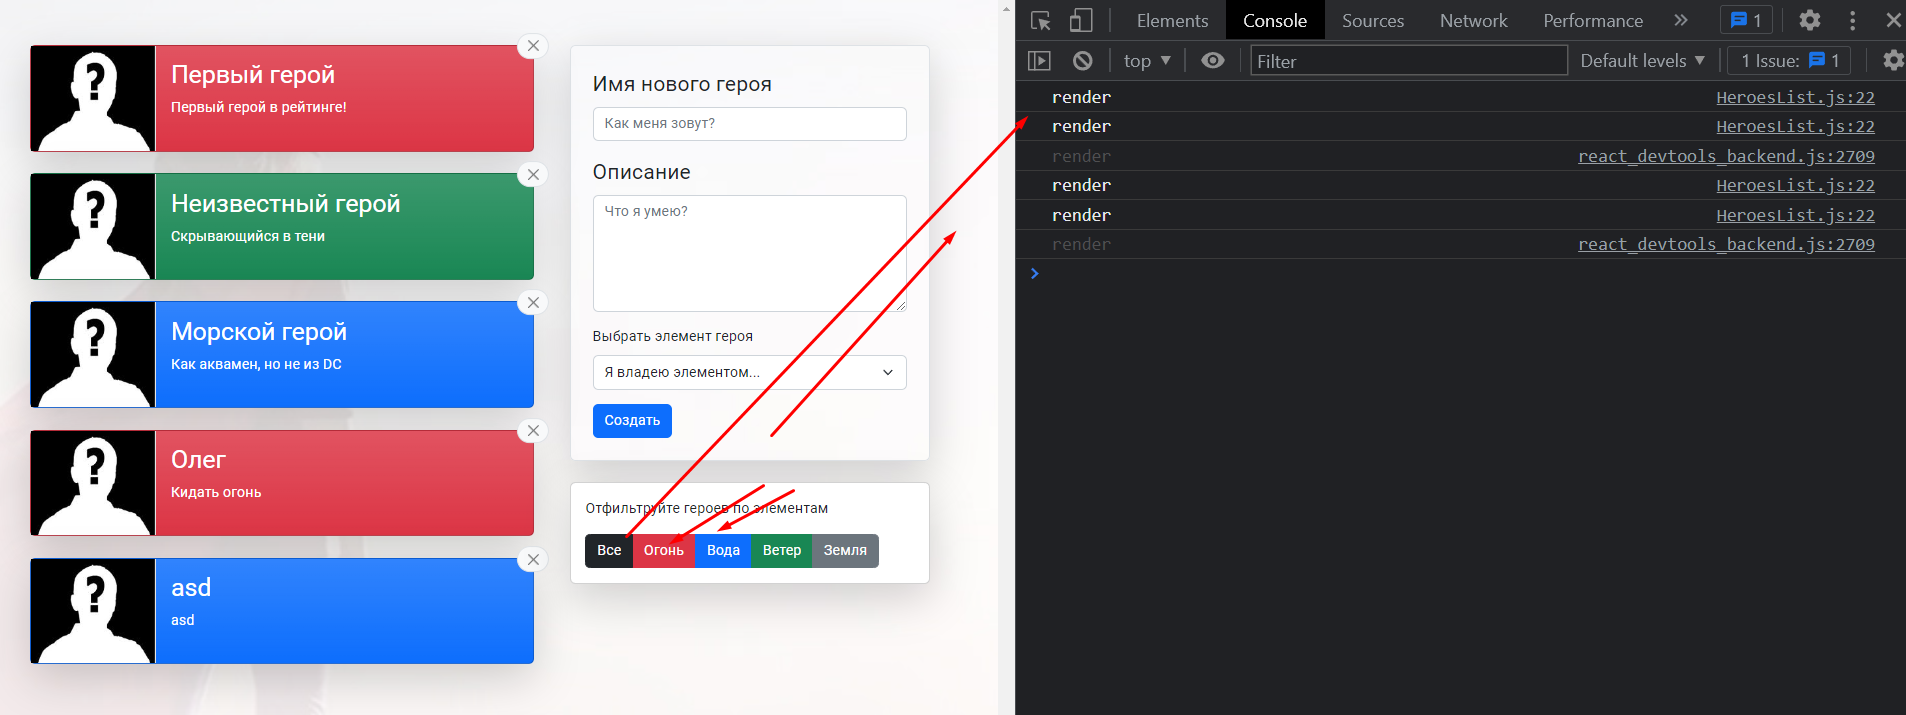 Первый герой
Первый герой в рейтинге!
Неизвестный герой
Скрывающийся в тени
Морской герой
Как аквамен, но не из DC
Олег
Кидать огонь
asd
asd
Имя нового героя
Как меня зовут?
Описание
Что я умею?
Выбрать элемент героя
Я владею элементом...
Создать
Отфильтруйте героев по элементам
Все Огонь Вода Ветер Земля
Elements Console Sources Network Performance 1
top Filter Default levels 1 Issue: 1
render HeroesList.js:22
render HeroesList.js:22
render react_devtools_backend.js:2709
render HeroesList.js:22
render HeroesList.js:22
render react_devtools_backend.js:2709